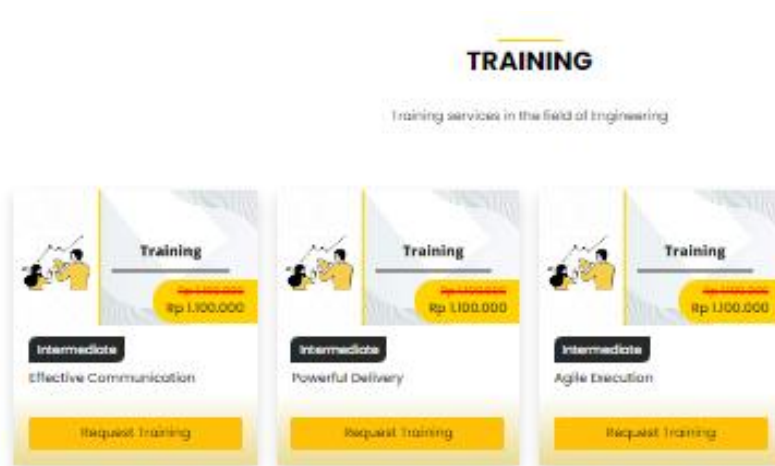 TRAINING
Training services in the field of Engineering
Training
Rp 1.100.000
Intermediate
Effective Communication
Request Training
Training
Rp 1.100.000
Intermediate
Powerful Delivery
Request Training
Training
Rp 1.100.000
Intermediate
Agile Execution
Request Training